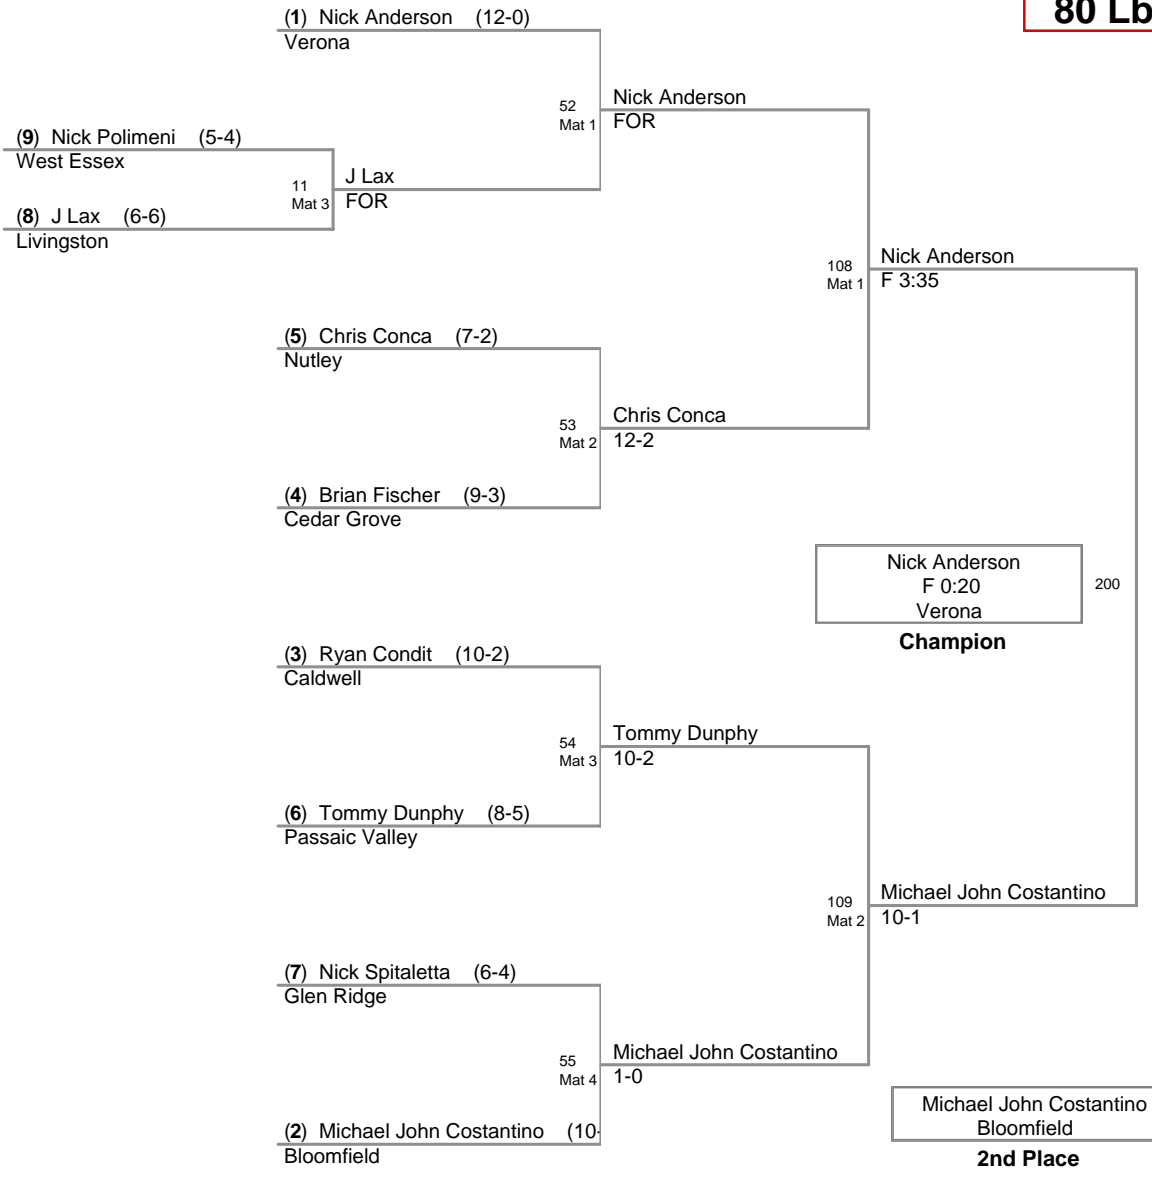 80 Lb
(1) Nick Anderson (12-0)
Verona
52
Mat 1
Nick Anderson
FOR
(9) Nick Polimeni (5-4)
West Essex
11
Mat 3
J Lax
FOR
(8) J Lax (6-6)
Livingston
108
Mat 1
Nick Anderson
F 3:35
(5) Chris Conca (7-2)
Nutley
53
Mat 2
Chris Conca
12-2
(4) Brian Fischer (9-3)
Cedar Grove
Nick Anderson
F 0:20
Verona
200
Champion
(3) Ryan Condit (10-2)
Caldwell
54
Mat 3
Tommy Dunphy
10-2
(6) Tommy Dunphy (8-5)
Passaic Valley
109
Mat 2
Michael John Costantino
10-1
(7) Nick Spitaletta (6-4)
Glen Ridge
55
Mat 4
Michael John Costantino
1-0
(2) Michael John Costantino (10-
Bloomfield
Michael John Costantino
Bloomfield
2nd Place